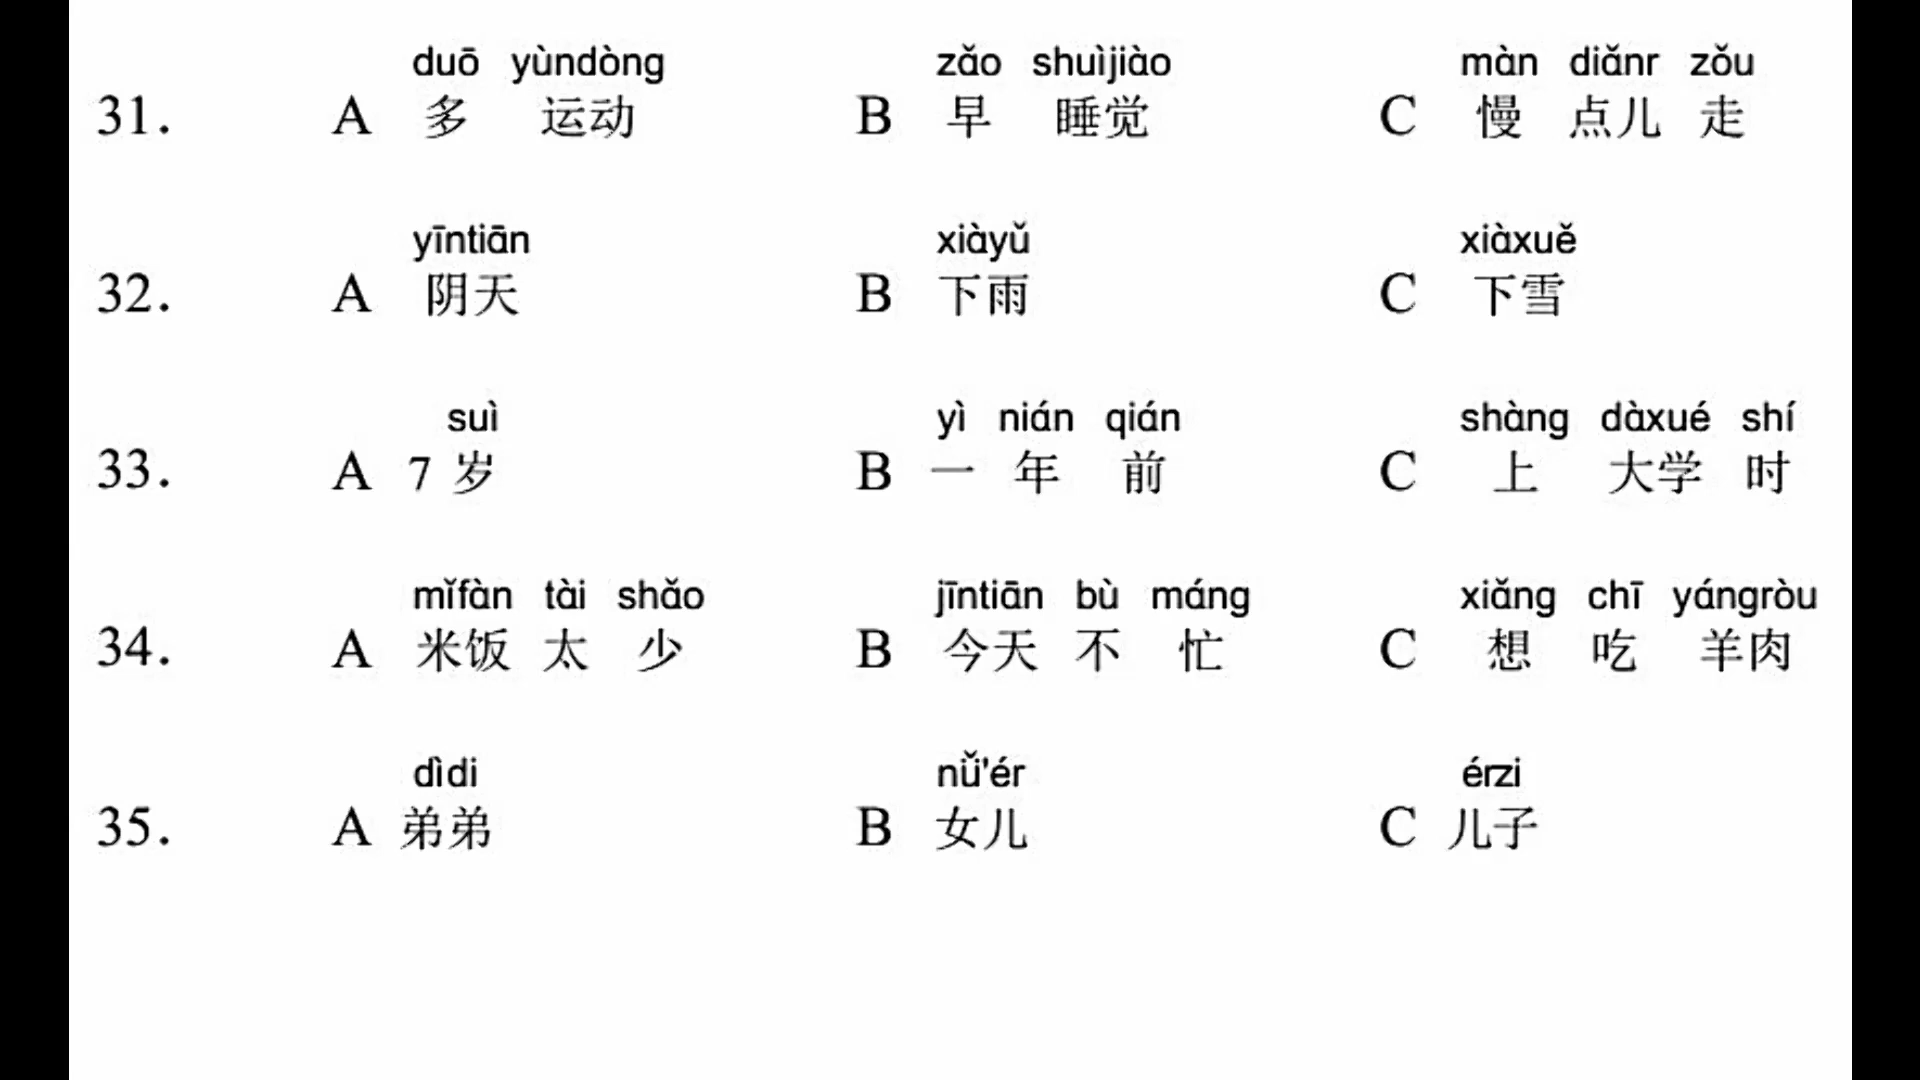 duō yùndòng zǎo shuìjiào màn diǎnr zǒu
31. A 多 运动 B 早 睡觉 C 慢 点儿 走
yīntiān xiàyǔ xiàxuě
32. A 阴天 B 下雨 C 下雪
suì yì nián qián shàng dàxué shí
33. A 7 岁 B 一 年 前 C 上 大学 时
mǐfàn tài shǎo jīntiān bù máng xiǎng chī yángròu
34. A 米饭 太 少 B 今天 不 忙 C 想 吃 羊肉
dìdi nǚ'ér érzi
35. A 弟弟 B 女儿 C 儿子